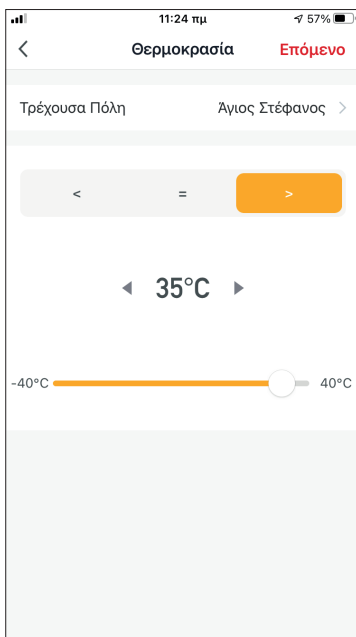 11:24 πμ 57%
Θερμοκρασία Επόμενο
Τρέχουσα Πόλη Άγιος Στέφανος >
< = >
35°C
-40°C 40°C